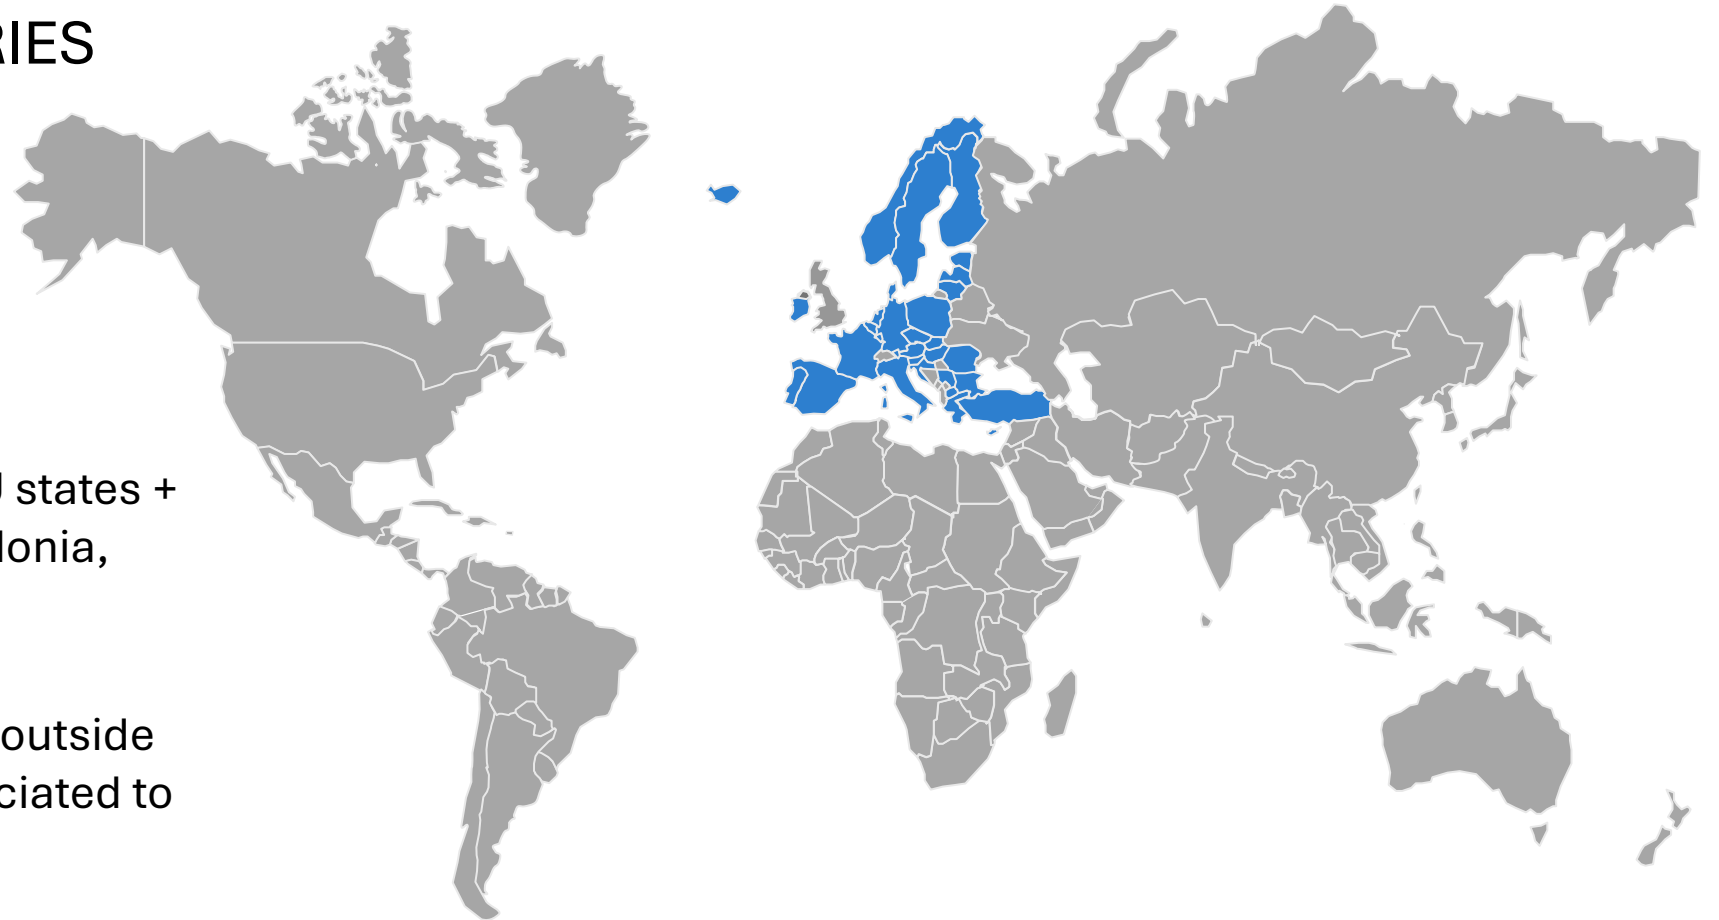 RIES
states +
lonia,
outside
ciated to